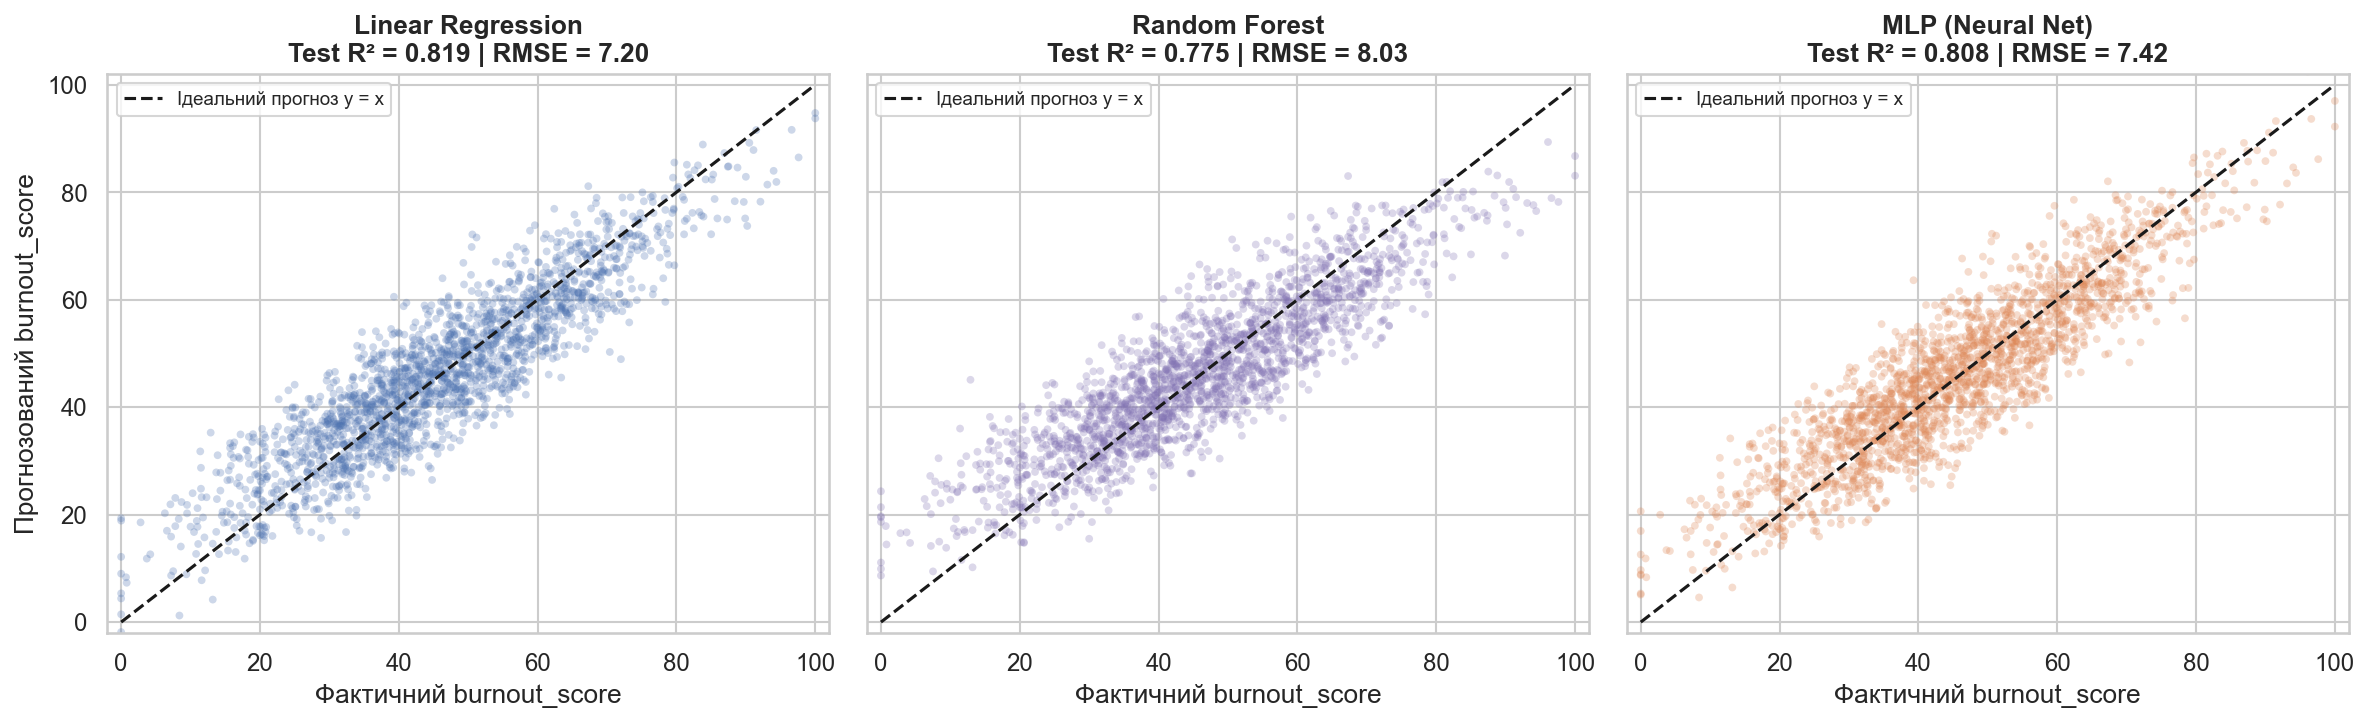 Linear Regression
Test R² = 0.819 | RMSE = 7.20
Random Forest
Test R² = 0.775 | RMSE = 8.03
MLP (Neural Net)
Test R² = 0.808 | RMSE = 7.42
Ідеальний прогноз y = x
Ідеальний прогноз y = x
Ідеальний прогноз y = x
Прогнозований burnout_score
100
80
60
40
20
0
0 20 40 60 80 100
0 20 40 60 80 100
0 20 40 60 80 100
Фактичний burnout_score
Фактичний burnout_score
Фактичний burnout_score